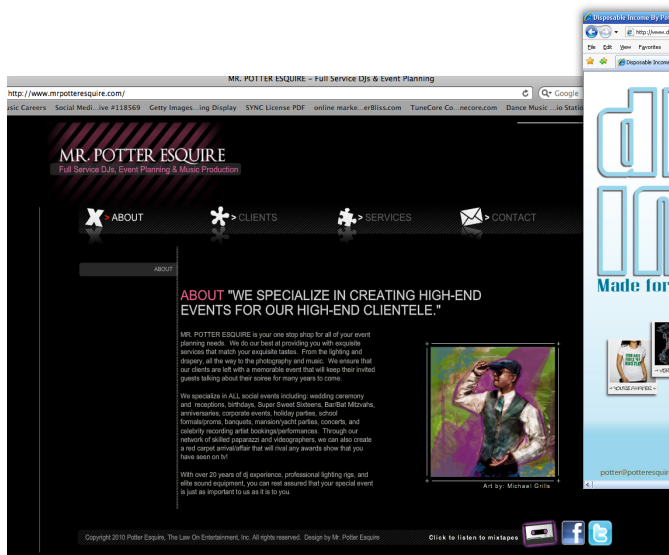 MR. POTTER ESQUIRE – Full Service DJs & Event Planning
http://www.mrpotteresquire.com/
Google
usic Careers Social Medi...ive #118569 Getty Images...ing Display SYNC License PDF online marke...erBliss.com TuneCore Co...necore.com Dance Music ...io Statio
MR. POTTER ESQUIRE
Full Service DJs, Event Planning & Music Production
> ABOUT > CLIENTS > SERVICES > CONTACT
ABOUT
ABOUT "WE SPECIALIZE IN CREATING HIGH-END
EVENTS FOR OUR HIGH-END CLIENTELE."
MR. POTTER ESQUIRE is your one stop shop for all of your event
planning needs. We do our best at providing you with exquisite
services that match your exquisite tastes. From the lighting and
drapery, all the way to the photography and music. We ensure that
our clients are left with a memorable event that will keep their invited
guests talking about their soiree for many years to come.
We specialize in ALL social events including: wedding ceremony
and receptions, birthdays, Super Sweet Sixteens, Bar/Bat Mitzvahs,
anniversaries, corporate events, holiday parties, school
formals/proms, banquets, mansion/yacht parties, concerts, and
celebrity recording artist bookings/performances. Through our
network of skilled paparazzi and videographers, we can also create
a red carpet arrival/affair that will rival any awards show that you
have seen on tv!
With over 20 years of dj experience, professional lighting rigs, and
elite sound equipment, you can rest assured that your special event
is just as important to us as it is to you.
Art by: Michael Grills
Copyright 2010 Potter Esquire, The Law On Entertainment, Inc. All rights reserved. Design by Mr. Potter Esquire
Click to listen to mixtapes
Disposable Income By Po
http://www.d
File Edit View Favorites
Disposable Income
di
in
Made for
potter@potteresquir